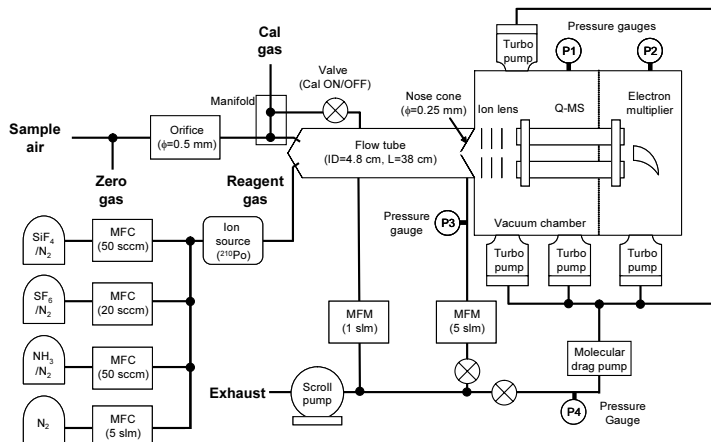 Cal
gas
Turbo
pump
Pressure gauges
P1
P2
Valve
(Cal ON/OFF)
Manifold
Nose cone
(ϕ=0.25 mm)
Ion lens
Q-MS
Electron
multiplier
Sample
air
Orifice
(ϕ=0.5 mm)
Flow tube
(ID=4.8 cm, L=38 cm)
Zero
gas
Reagent
gas
SiF₄
/N₂
MFC
(50 sccm)
Ion
source
(²¹⁰Po)
Pressure
gauge
P3
Vacuum chamber
Turbo
pump
Turbo
pump
Turbo
pump
SF₆
/N₂
MFC
(20 sccm)
MFM
(1 slm)
MFM
(5 slm)
NH₃
/N₂
MFC
(50 sccm)
Molecular
drag pump
Exhaust
Scroll
pump
N₂
MFC
(5 slm)
P4
Pressure
Gauge